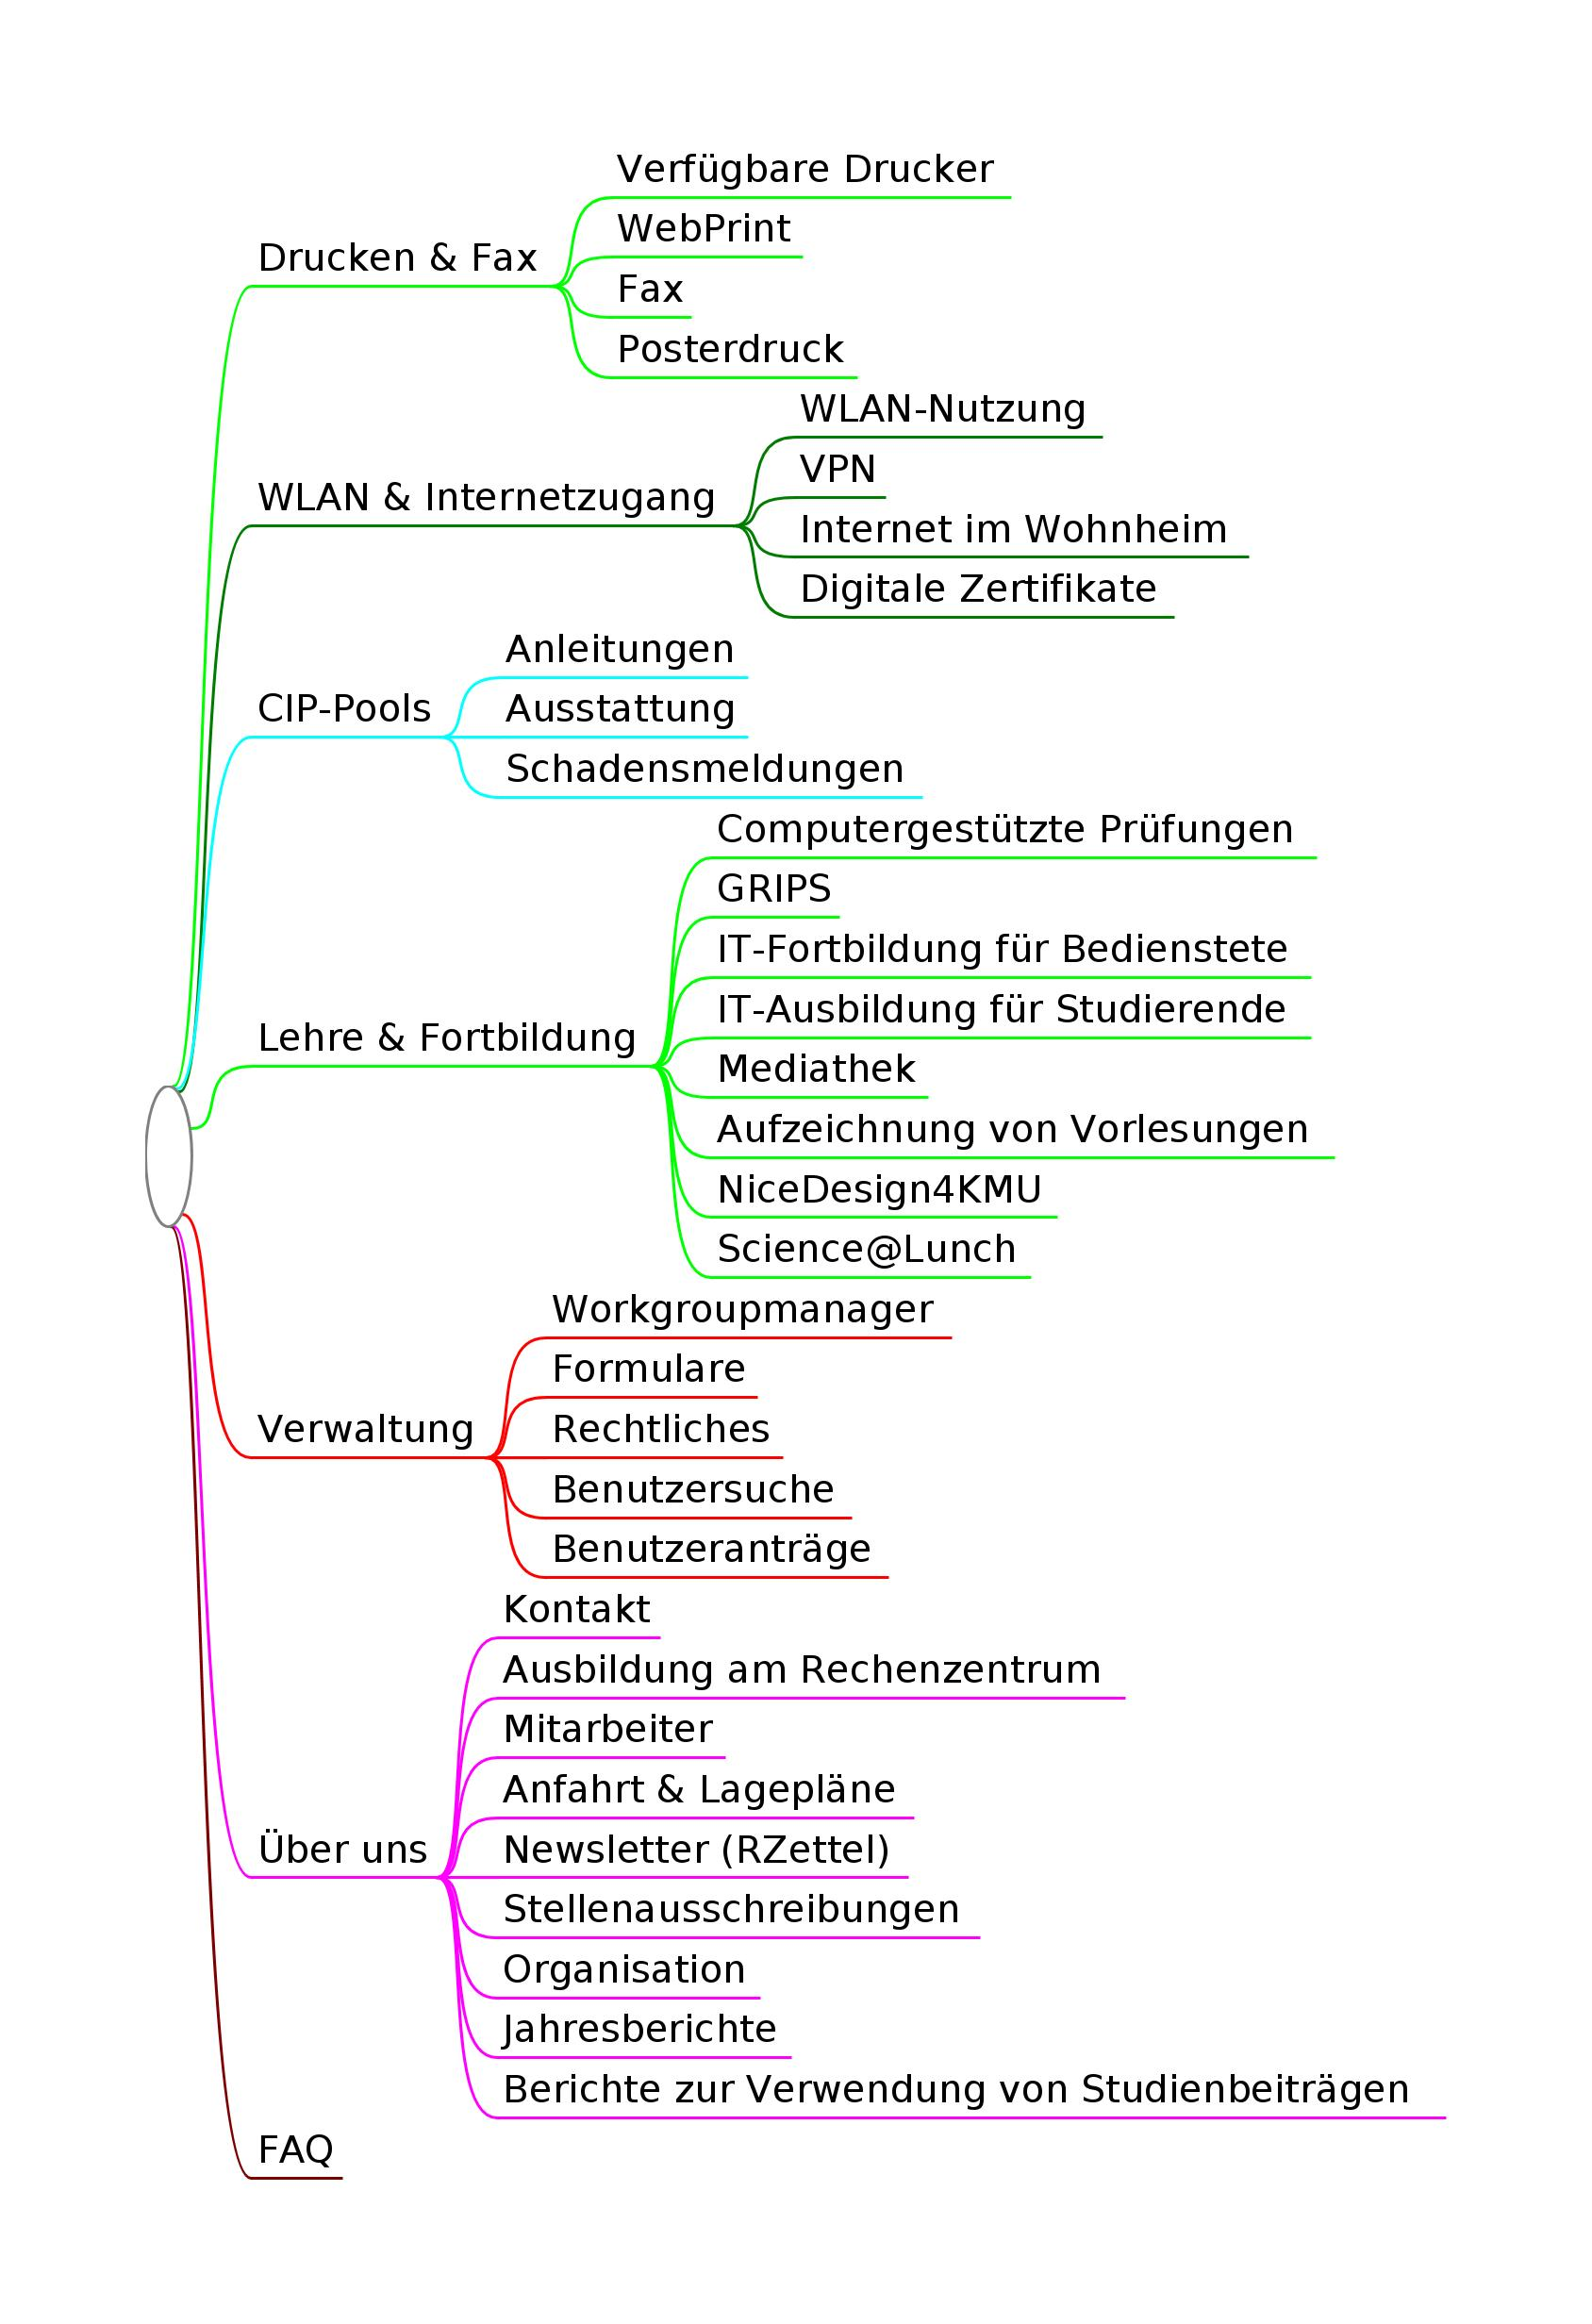 Verfügbare Drucker
WebPrint
Drucken & Fax
Fax
Posterdruck
WLAN-Nutzung
VPN
WLAN & Internetzugang
Internet im Wohnheim
Digitale Zertifikate
Anleitungen
CIP-Pools
Ausstattung
Schadensmeldungen
Computergestützte Prüfungen
GRIPS
IT-Fortbildung für Bedienstete
IT-Ausbildung für Studierende
Lehre & Fortbildung
Mediathek
Aufzeichnung von Vorlesungen
NiceDesign4KMU
Science@Lunch
Workgroupmanager
Formulare
Verwaltung
Rechtliches
Benutzersuche
Benutzeranträge
Kontakt
Ausbildung am Rechenzentrum
Mitarbeiter
Anfahrt & Lagepläne
Über uns
Newsletter (RZettel)
Stellenausschreibungen
Organisation
Jahresberichte
Berichte zur Verwendung von Studienbeiträgen
FAQ